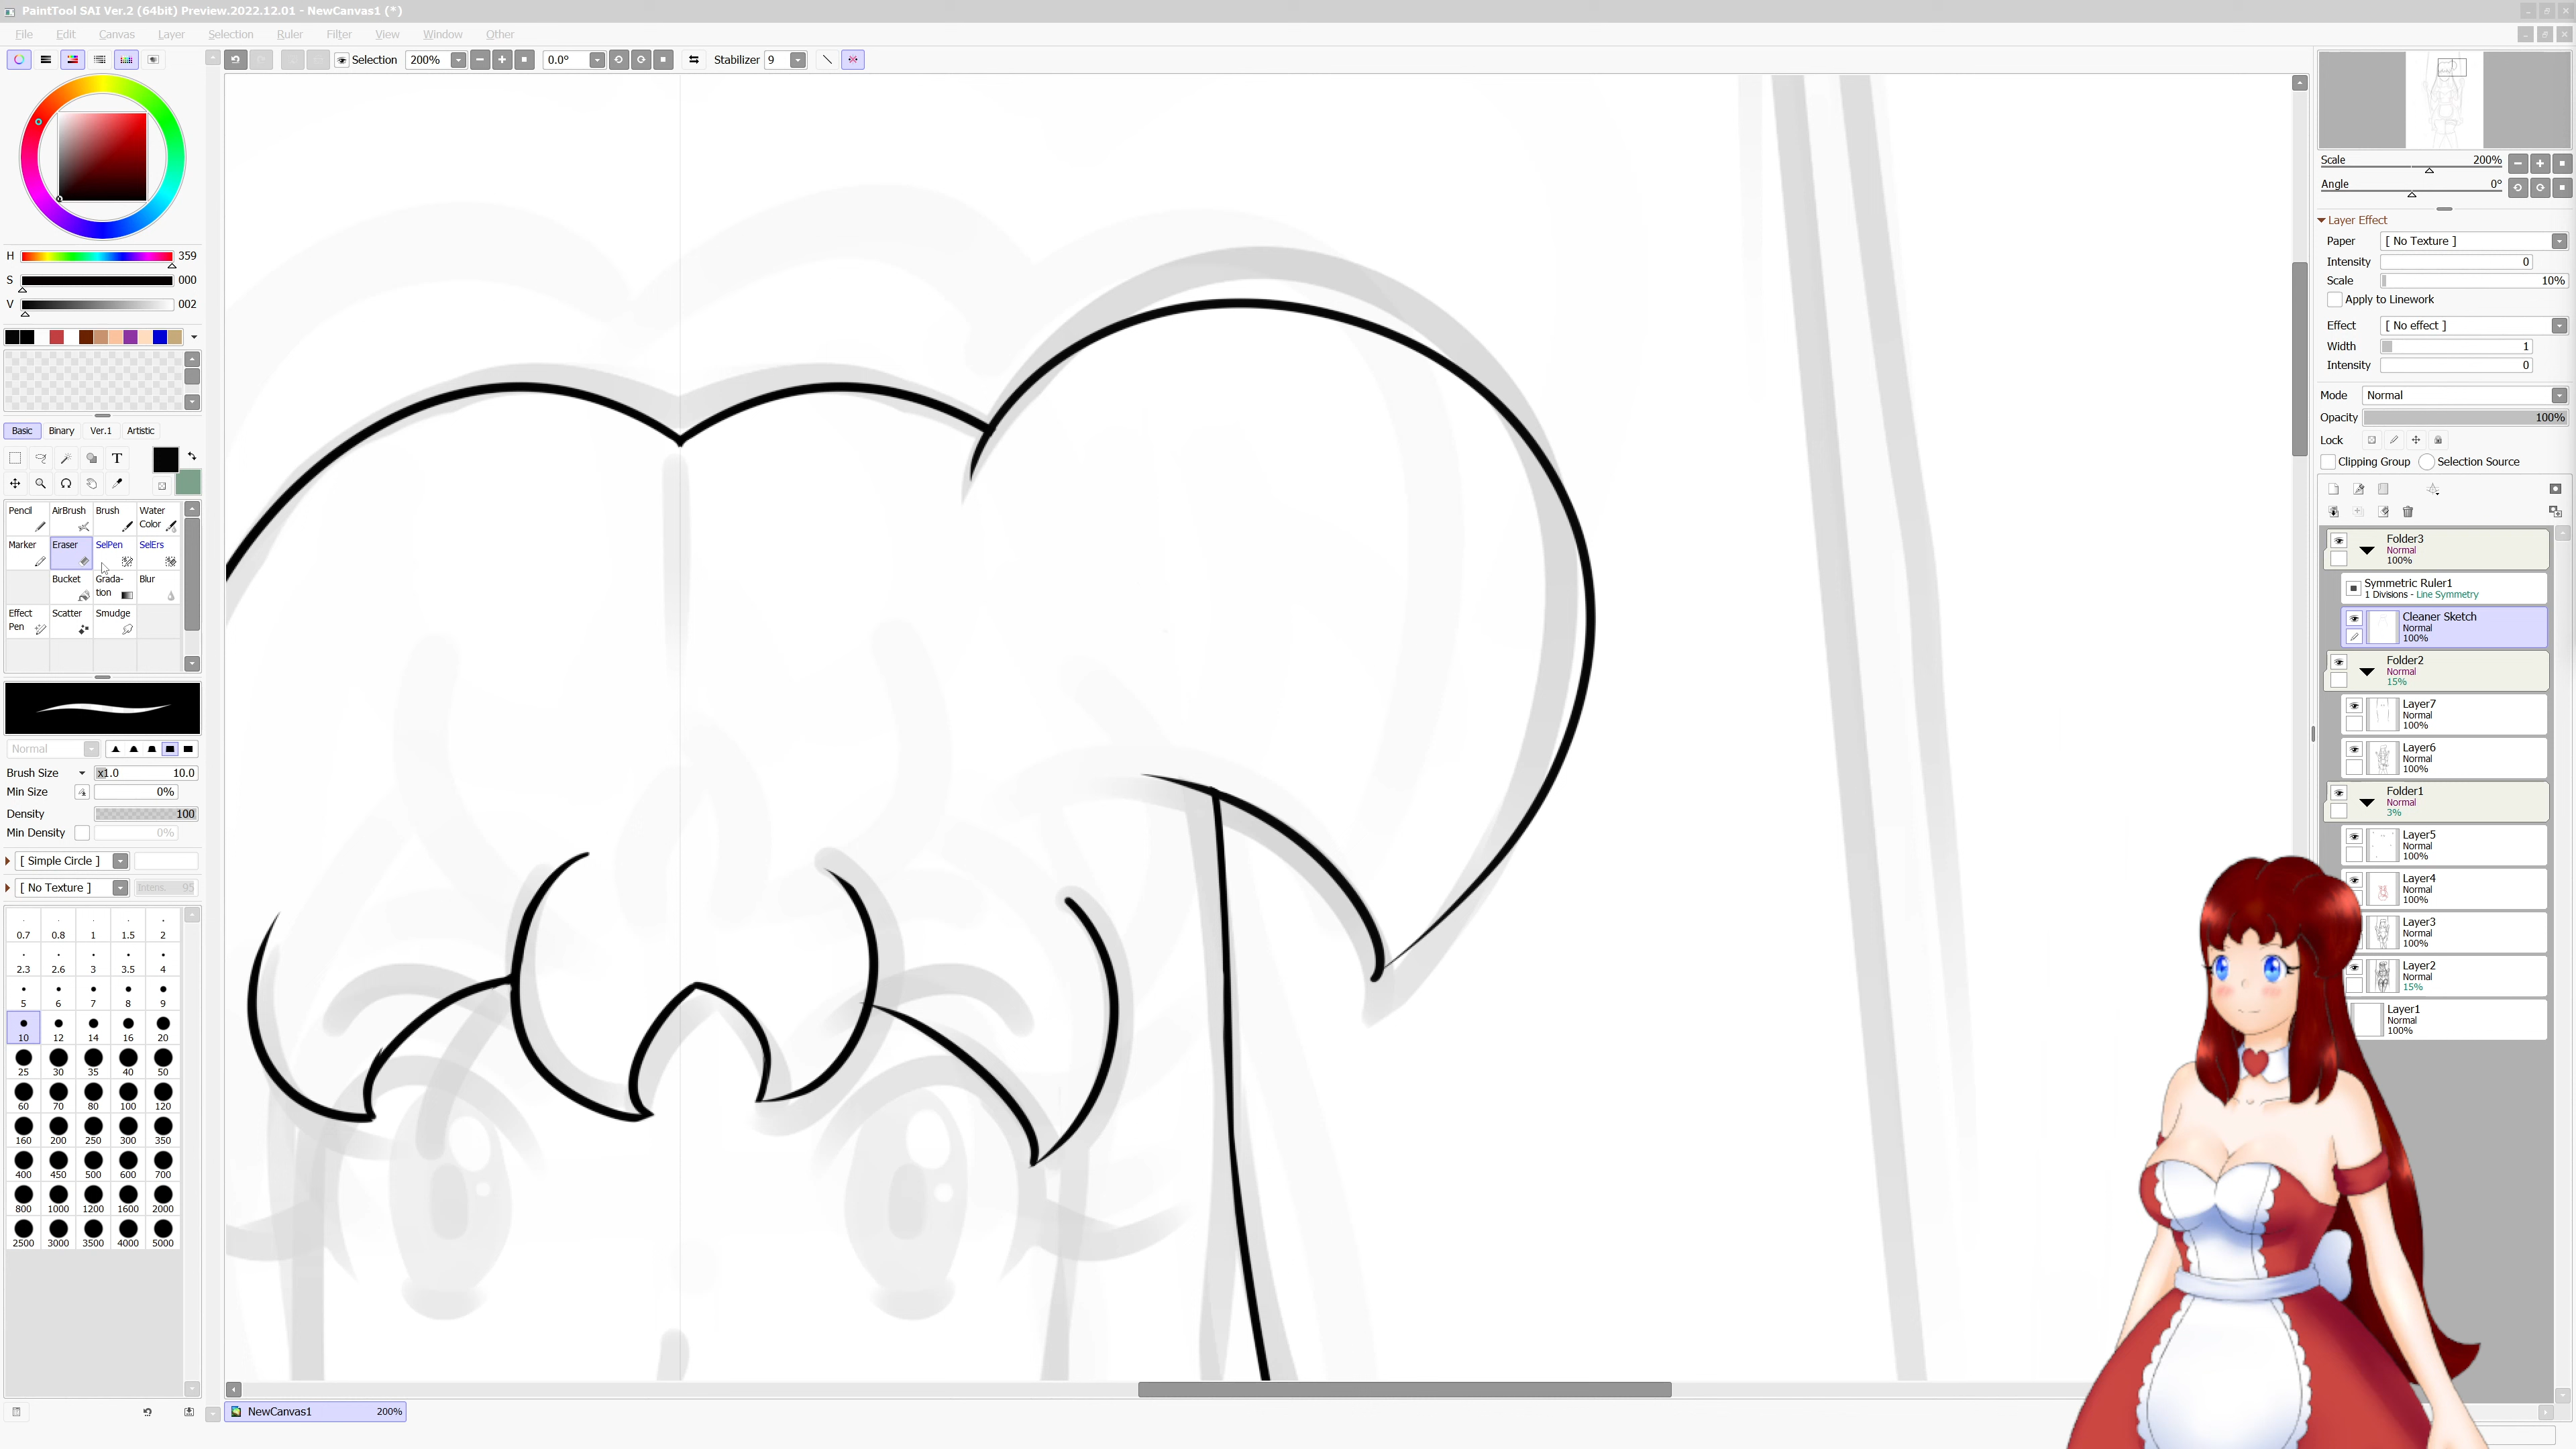 PaintTool SAI Ver.2 (64bit) Preview.2022.12.01 - NewCanvas1 (*)
File Edit Canvas Layer Selection Ruler Filter View Window Other
Selection 200% 0.0° Stabilizer 9
H 359
S 000
V 002
Basic Binary Ver.1 Artistic
T
Pencil AirBrush Brush Water Color
Marker Eraser SelPen SelErs
Bucket Grada-tion Blur
Effect Pen Scatter Smudge
Normal
Brush Size x1.0 10.0
Min Size 0%
Density 100
Min Density 0%
[ Simple Circle ]
[ No Texture ] Intens. 95
0.7 0.8 1 1.5 2
2.3 2.6 3 3.5 4
5 6 7 8 9
10 12 14 16 20
25 30 35 40 50
60 70 80 100 120
160 200 250 300 350
400 450 500 600 700
800 1000 1200 1600 2000
2500 3000 3500 4000 5000
NewCanvas1 200%
Scale 200%
Angle 0°
Layer Effect
Paper [ No Texture ]
Intensity 0
Scale 10%
Apply to Linework
Effect [ No effect ]
Width 1
Intensity 0
Mode Normal
Opacity 100%
Lock
Clipping Group Selection Source
Folder3
Normal
100%
Symmetric Ruler1
1 Divisions - Line Symmetry
Cleaner Sketch
Normal
100%
Folder2
Normal
15%
Layer7
Normal
100%
Layer6
Normal
100%
Folder1
Normal
3%
Layer5
Normal
100%
Layer4
Normal
100%
Layer3
Normal
100%
Layer2
Normal
15%
Layer1
Normal
100%